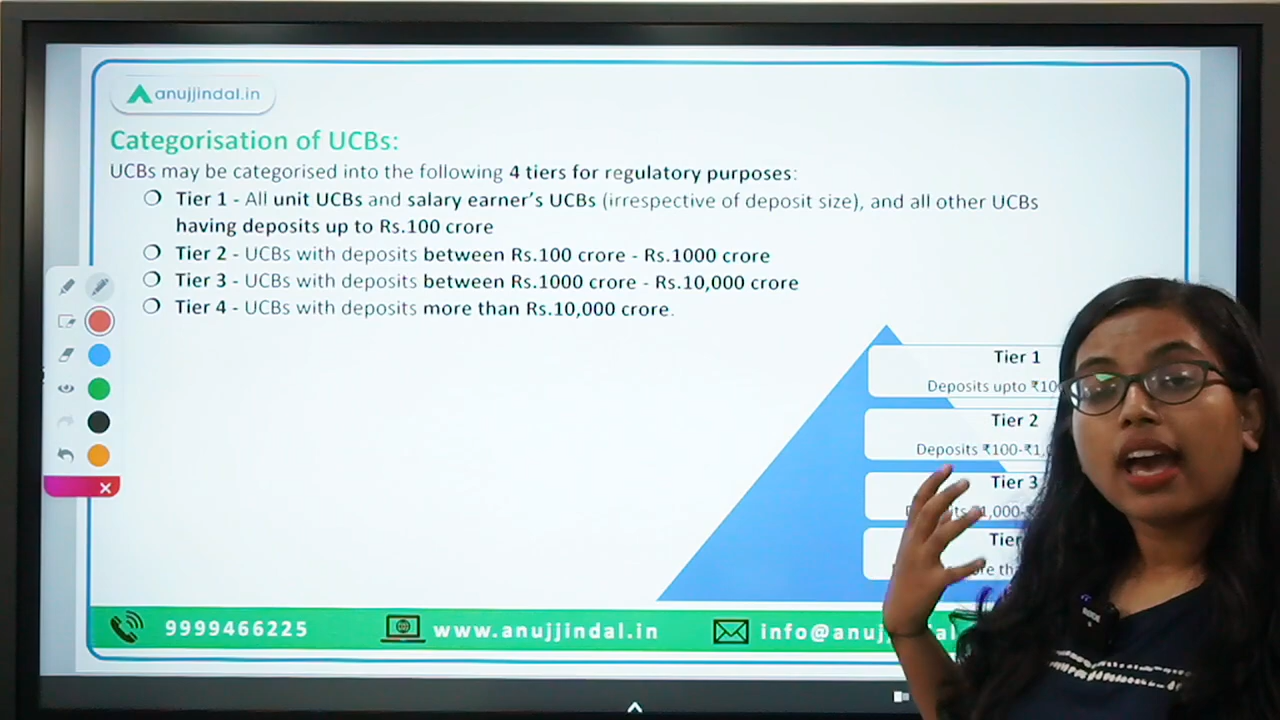 anujjindal.in
Categorisation of UCBs:
UCBs may be categorised into the following 4 tiers for regulatory purposes:
Tier 1 - All unit UCBs and salary earner's UCBs (irrespective of deposit size), and all other UCBs
having deposits up to Rs.100 crore
Tier 2 - UCBs with deposits between Rs.100 crore - Rs.1000 crore
Tier 3 - UCBs with deposits between Rs.1000 crore - Rs.10,000 crore
Tier 4 - UCBs with deposits more than Rs.10,000 crore.
Tier 1
Deposits upto
Tier 2
Deposits
Tier 3
Tier
9999466225
www.anujjindal.in